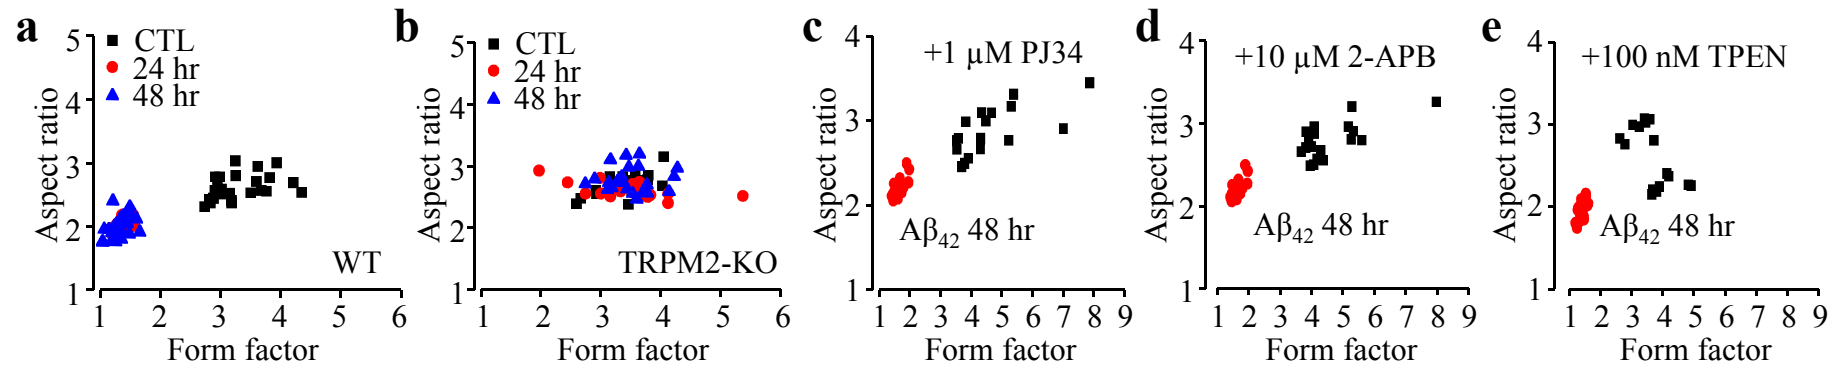 a
5
4
3
2
1
Aspect ratio
CTL
24 hr
48 hr
WT
1 2 3 4 5 6
Form factor
b
5
4
3
2
1
Aspect ratio
CTL
24 hr
48 hr
TRPM2-KO
1 2 3 4 5 6
Form factor
c
4
3
2
1
Aspect ratio
+1 µM PJ34
Aβ42 48 hr
1 2 3 4 5 6 7 8 9
Form factor
d
4
3
2
1
Aspect ratio
+10 µM 2-APB
Aβ42 48 hr
1 2 3 4 5 6 7 8 9
Form factor
e
4
3
2
1
Aspect ratio
+100 nM TPEN
Aβ42 48 hr
1 2 3 4 5 6 7 8 9
Form factor